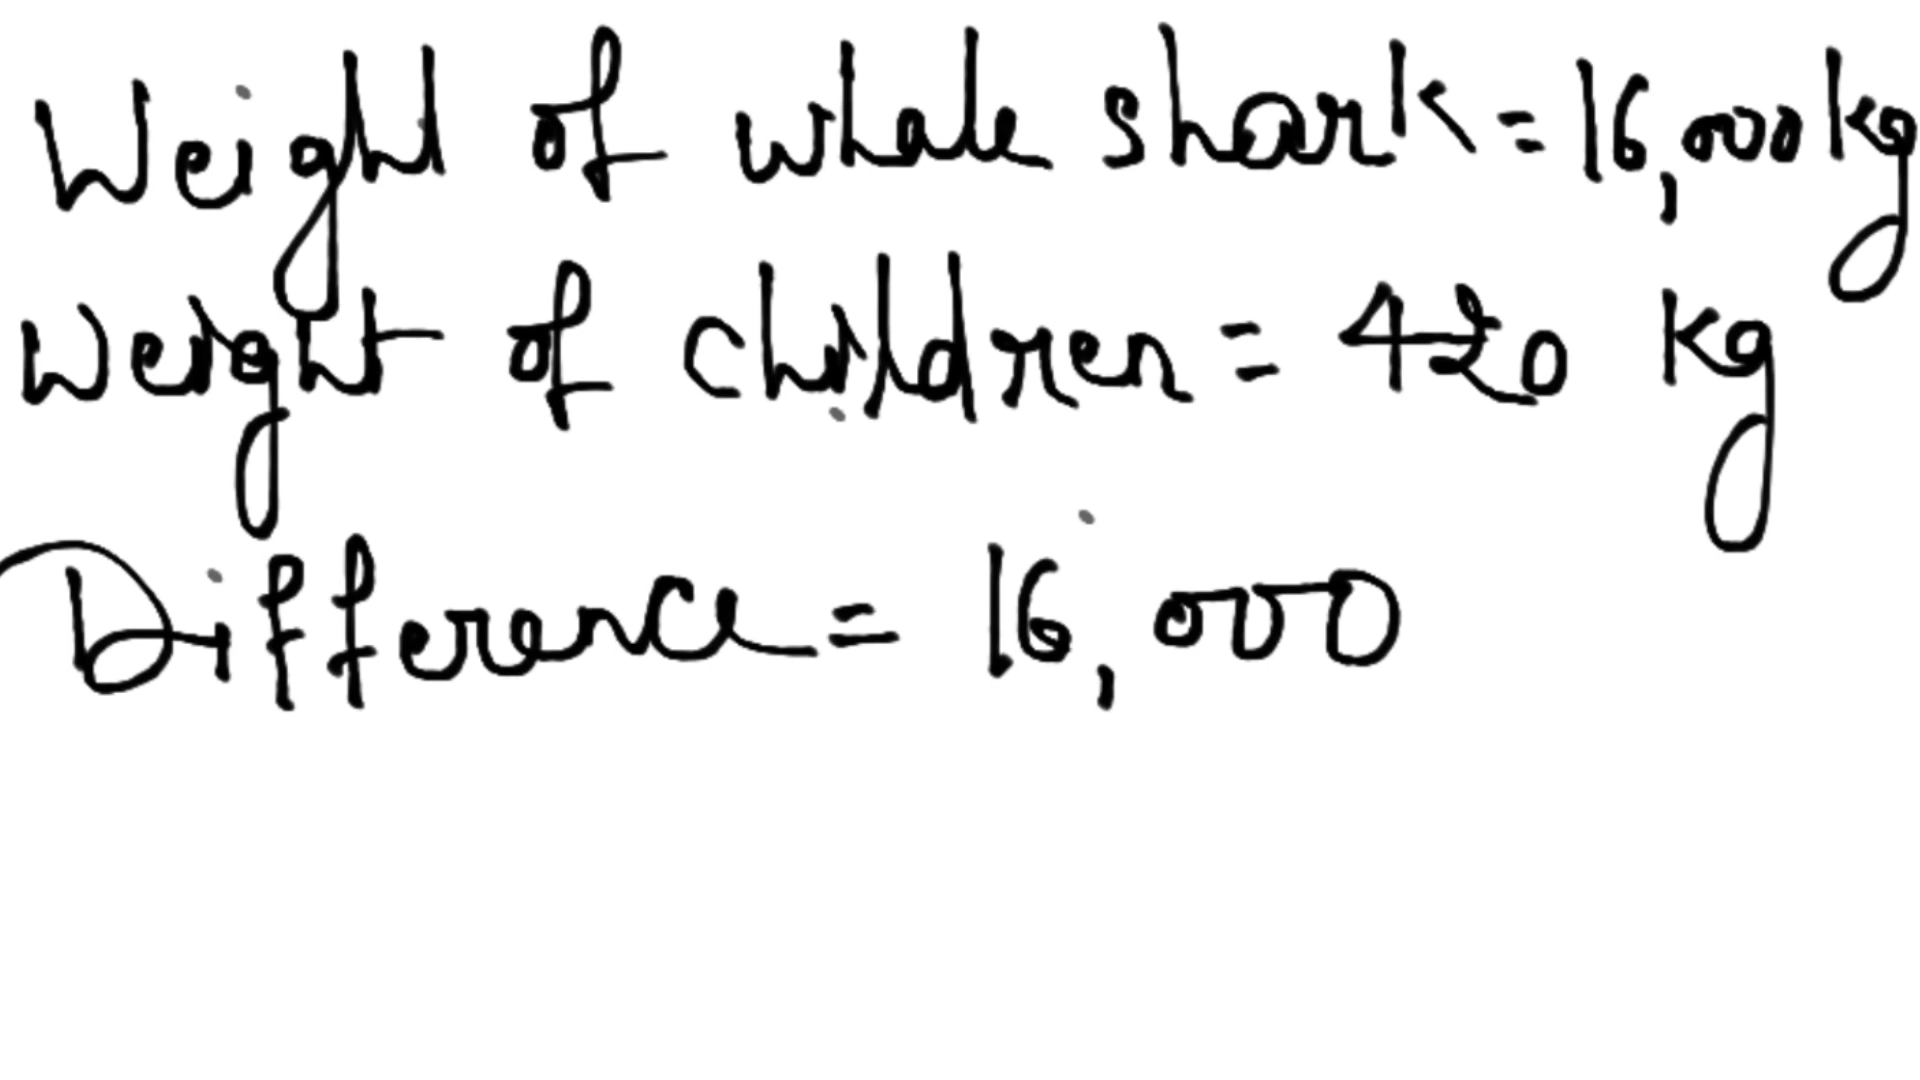 Weight of whale shark = 16,000 kg
Weight of children = 420 kg
Difference = 16,000